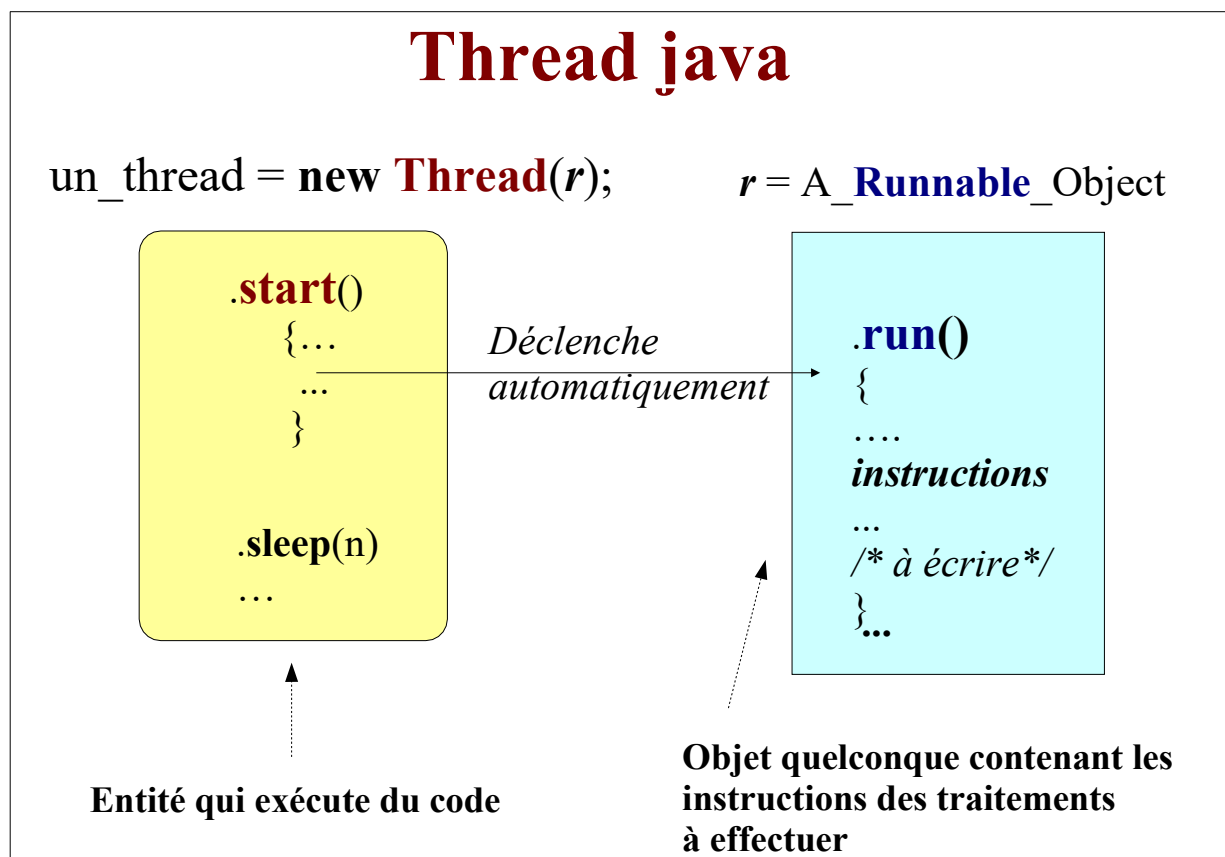 Thread java
un_thread = new Thread(r);
r = A_Runnable_Object
.start()
{…
...
}
.sleep(n)
…
Déclenche
automatiquement
.run()
{
….
instructions
...
/* à écrire*/
}...
Entité qui exécute du code
Objet quelconque contenant les
instructions des traitements
à effectuer